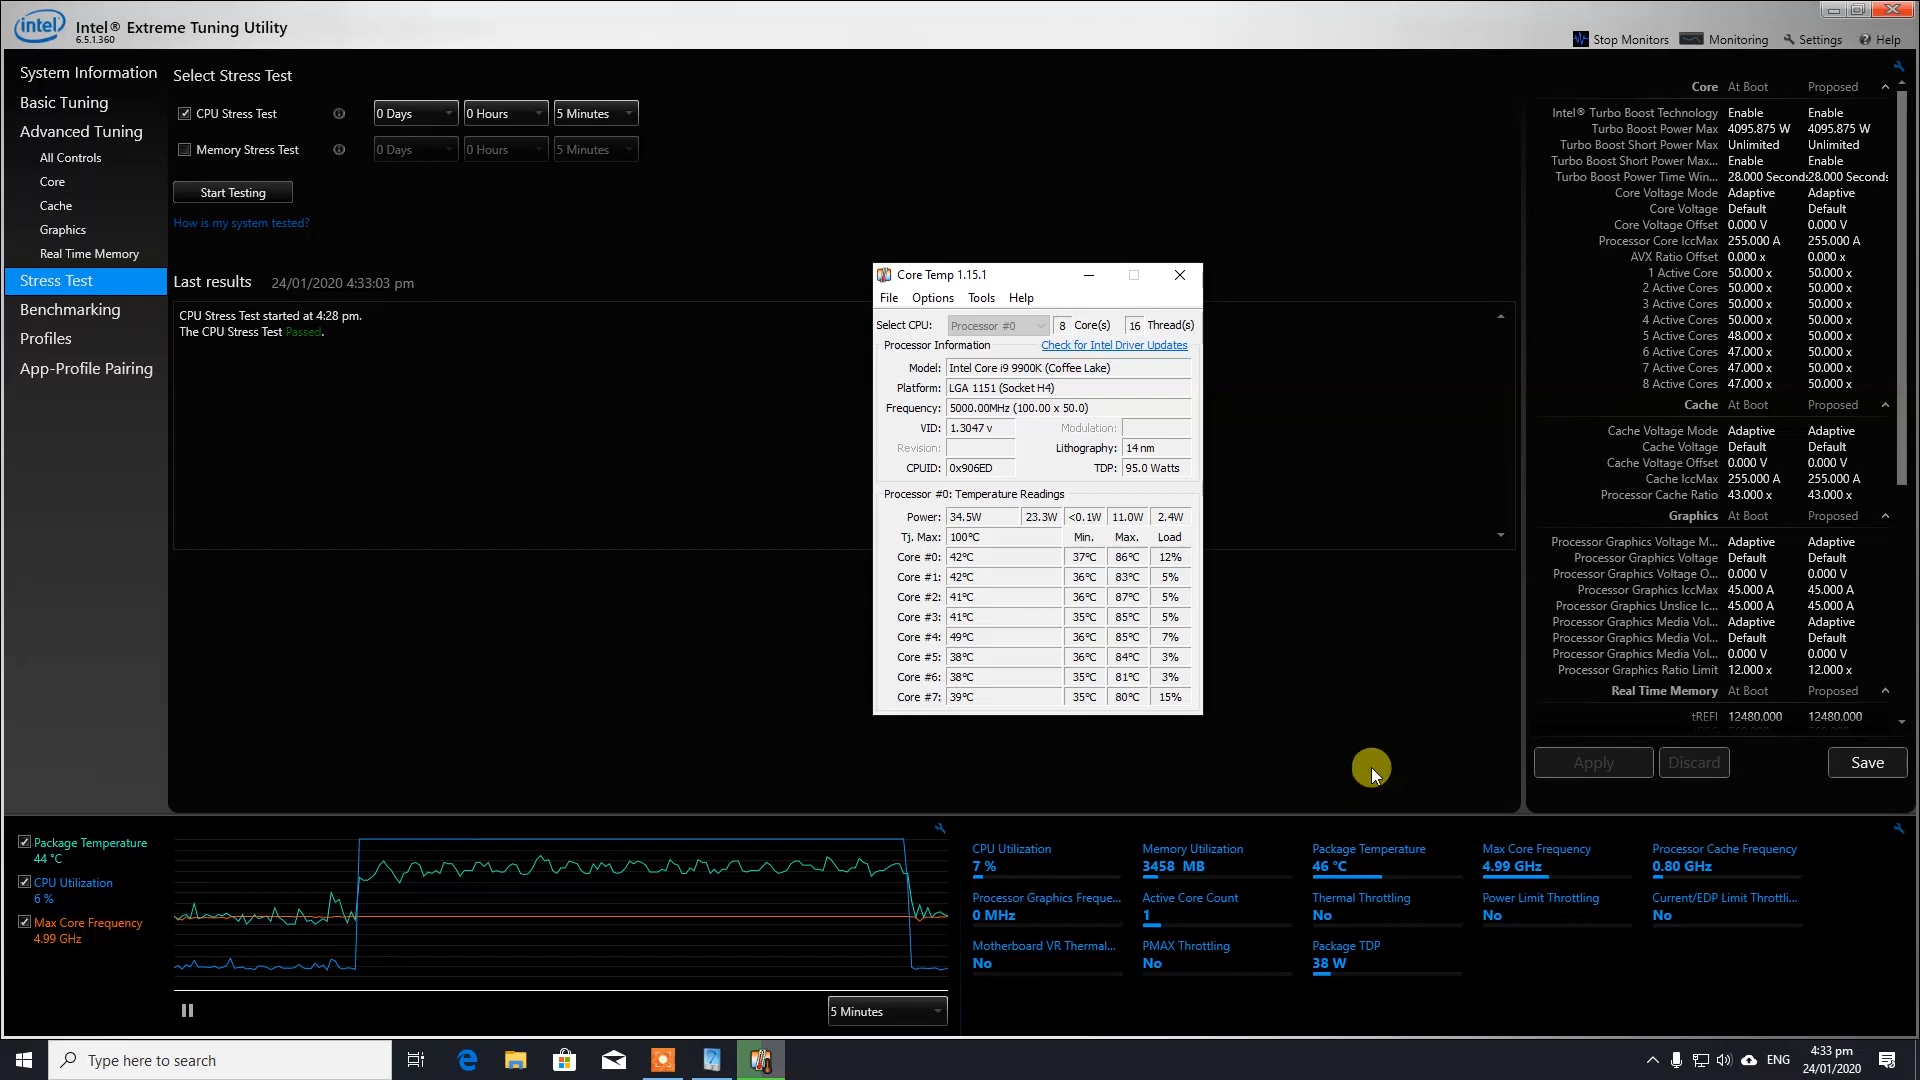 intel
Intel® Extreme Tuning Utility
6.5.1.360
Stop Monitors
Monitoring
Settings
Help
System Information
Basic Tuning
Advanced Tuning
All Controls
Core
Cache
Graphics
Real Time Memory
Stress Test
Benchmarking
Profiles
App-Profile Pairing
Select Stress Test
CPU Stress Test 0 Days 0 Hours 5 Minutes
Memory Stress Test 0 Days 0 Hours 5 Minutes
Start Testing
How is my system tested?
Last results 24/01/2020 4:33:03 pm
CPU Stress Test started at 4:28 pm.
The CPU Stress Test Passed.
Core Temp 1.15.1
File Options Tools Help
Select CPU: Processor #0 8 Core(s) 16 Thread(s)
Processor Information Check for Intel Driver Updates
Model: Intel Core i9 9900K (Coffee Lake)
Platform: LGA 1151 (Socket H4)
Frequency: 5000.00MHz (100.00 x 50.0)
VID: 1.3047 v Modulation:
Revision: Lithography: 14 nm
CPUID: 0x906ED TDP: 95.0 Watts
Processor #0: Temperature Readings
Power: 34.5W 23.3W <0.1W 11.0W 2.4W
Tj. Max: 100°C Min. Max. Load
Core #0: 42°C 37°C 86°C 12%
Core #1: 42°C 36°C 83°C 5%
Core #2: 41°C 36°C 87°C 5%
Core #3: 41°C 35°C 85°C 5%
Core #4: 49°C 36°C 85°C 7%
Core #5: 38°C 36°C 84°C 3%
Core #6: 38°C 35°C 81°C 3%
Core #7: 39°C 35°C 80°C 15%
Core At Boot Proposed
Intel® Turbo Boost Technology Enable Enable
Turbo Boost Power Max 4095.875 W 4095.875 W
Turbo Boost Short Power Max Unlimited Unlimited
Turbo Boost Short Power Max... Enable Enable
Turbo Boost Power Time Win... 28.000 Seconds 28.000 Seconds
Core Voltage Mode Adaptive Adaptive
Core Voltage Default Default
Core Voltage Offset 0.000 V 0.000 V
Processor Core IccMax 255.000 A 255.000 A
AVX Ratio Offset 0.000 x 0.000 x
1 Active Core 50.000 x 50.000 x
2 Active Cores 50.000 x 50.000 x
3 Active Cores 50.000 x 50.000 x
4 Active Cores 50.000 x 50.000 x
5 Active Cores 48.000 x 50.000 x
6 Active Cores 47.000 x 50.000 x
7 Active Cores 47.000 x 50.000 x
8 Active Cores 47.000 x 50.000 x
Cache At Boot Proposed
Cache Voltage Mode Adaptive Adaptive
Cache Voltage Default Default
Cache Voltage Offset 0.000 V 0.000 V
Cache IccMax 255.000 A 255.000 A
Processor Cache Ratio 43.000 x 43.000 x
Graphics At Boot Proposed
Processor Graphics Voltage M... Adaptive Adaptive
Processor Graphics Voltage Default Default
Processor Graphics Voltage O... 0.000 V 0.000 V
Processor Graphics IccMax 45.000 A 45.000 A
Processor Graphics Unslice Ic... 45.000 A 45.000 A
Processor Graphics Media Vol... Adaptive Adaptive
Processor Graphics Media Vol... Default Default
Processor Graphics Media Vol... 0.000 V 0.000 V
Processor Graphics Ratio Limit 12.000 x 12.000 x
Real Time Memory At Boot Proposed
tREFI 12480.000 12480.000
Apply Discard Save
Package Temperature
44 °C
CPU Utilization
6 %
Max Core Frequency
4.99 GHz
5 Minutes
CPU Utilization Memory Utilization Package Temperature Max Core Frequency Processor Cache Frequency
7 % 3458 MB 46 °C 4.99 GHz 0.80 GHz
Processor Graphics Freque... Active Core Count Thermal Throttling Power Limit Throttling Current/EDP Limit Throttli...
0 MHz 1 No No No
Motherboard VR Thermal... PMAX Throttling Package TDP
No No 38 W
Type here to search
ENG
4:33 pm
24/01/2020